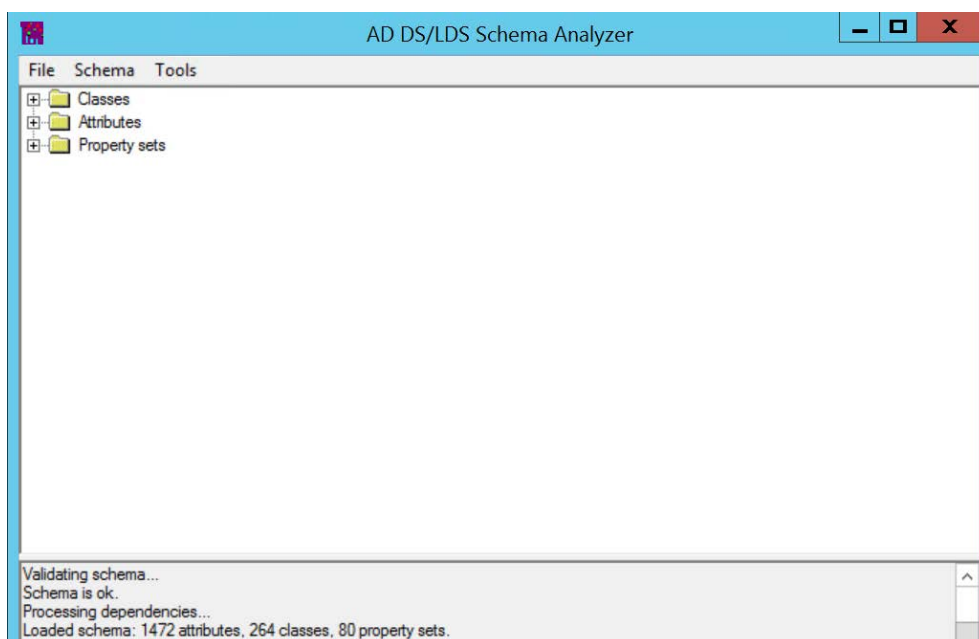 AD DS/LDS Schema Analyzer
File Schema Tools
Classes
Attributes
Property sets
Validating schema...
Schema is ok.
Processing dependencies...
Loaded schema: 1472 attributes, 264 classes, 80 property sets.